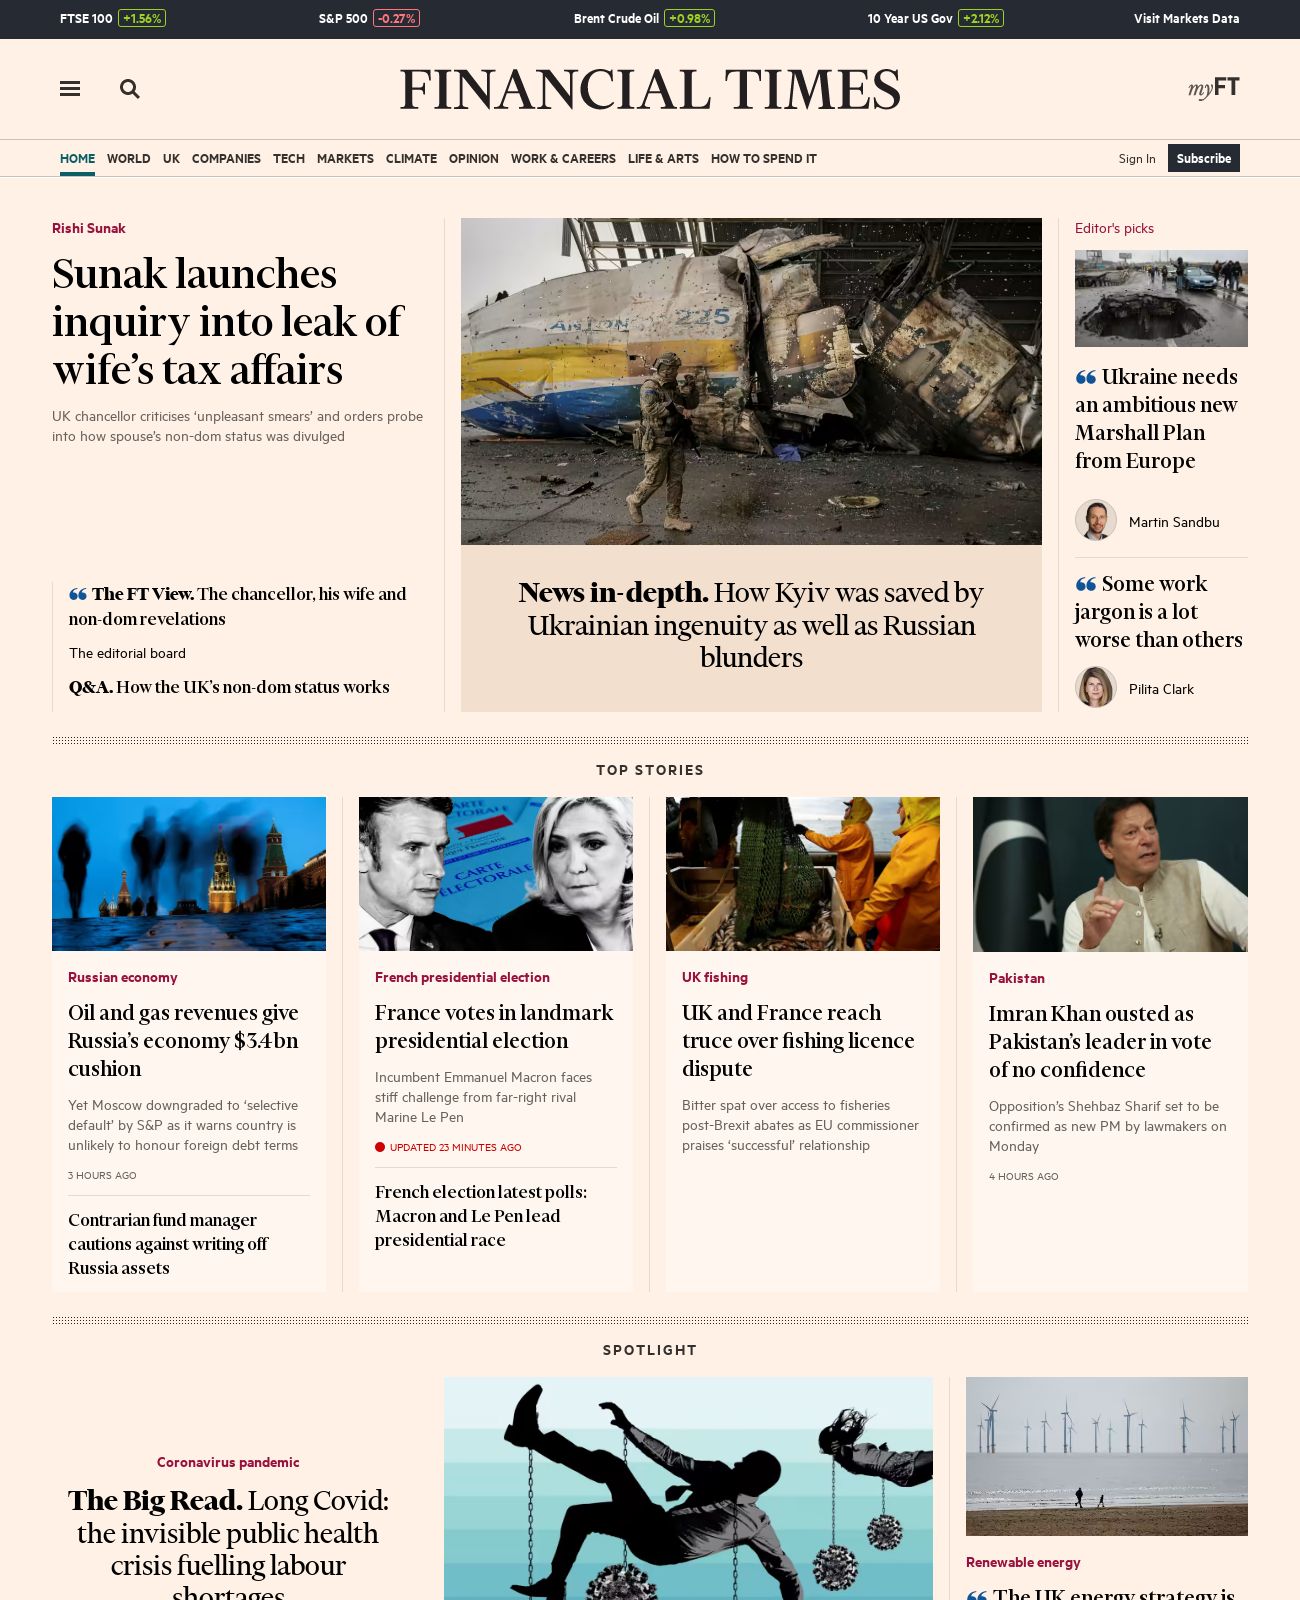 FTSE 100 +1.56%
S&P 500 -0.27%
Brent Crude Oil +0.98%
10 Year US Gov +2.12%
Visit Markets Data
FINANCIAL TIMES
myFT
HOME WORLD UK COMPANIES TECH MARKETS CLIMATE OPINION WORK & CAREERS LIFE & ARTS HOW TO SPEND IT
Sign In Subscribe
Rishi Sunak
Sunak launches
inquiry into leak of
wife’s tax affairs
UK chancellor criticises ‘unpleasant smears’ and orders probe
into how spouse’s non-dom status was divulged
“ The FT View. The chancellor, his wife and
non-dom revelations
The editorial board
Q&A. How the UK’s non-dom status works
225
News in-depth. How Kyiv was saved by
Ukrainian ingenuity as well as Russian
blunders
Editor’s picks
“ Ukraine needs
an ambitious new
Marshall Plan
from Europe
Martin Sandbu
“ Some work
jargon is a lot
worse than others
Pilita Clark
TOP STORIES
Russian economy
Oil and gas revenues give
Russia’s economy $3.4bn
cushion
Yet Moscow downgraded to ‘selective
default’ by S&P as it warns country is
unlikely to honour foreign debt terms
3 HOURS AGO
Contrarian fund manager
cautions against writing off
Russia assets
CARTE
ELECTORALE
French presidential election
France votes in landmark
presidential election
Incumbent Emmanuel Macron faces
stiff challenge from far-right rival
Marine Le Pen
UPDATED 23 MINUTES AGO
French election latest polls:
Macron and Le Pen lead
presidential race
UK fishing
UK and France reach
truce over fishing licence
dispute
Bitter spat over access to fisheries
post-Brexit abates as EU commissioner
praises ‘successful’ relationship
Pakistan
Imran Khan ousted as
Pakistan’s leader in vote
of no confidence
Opposition’s Shehbaz Sharif set to be
confirmed as new PM by lawmakers on
Monday
4 HOURS AGO
SPOTLIGHT
Coronavirus pandemic
The Big Read. Long Covid:
the invisible public health
crisis fuelling labour
shortages
Renewable energy
“ The UK energy strategy is